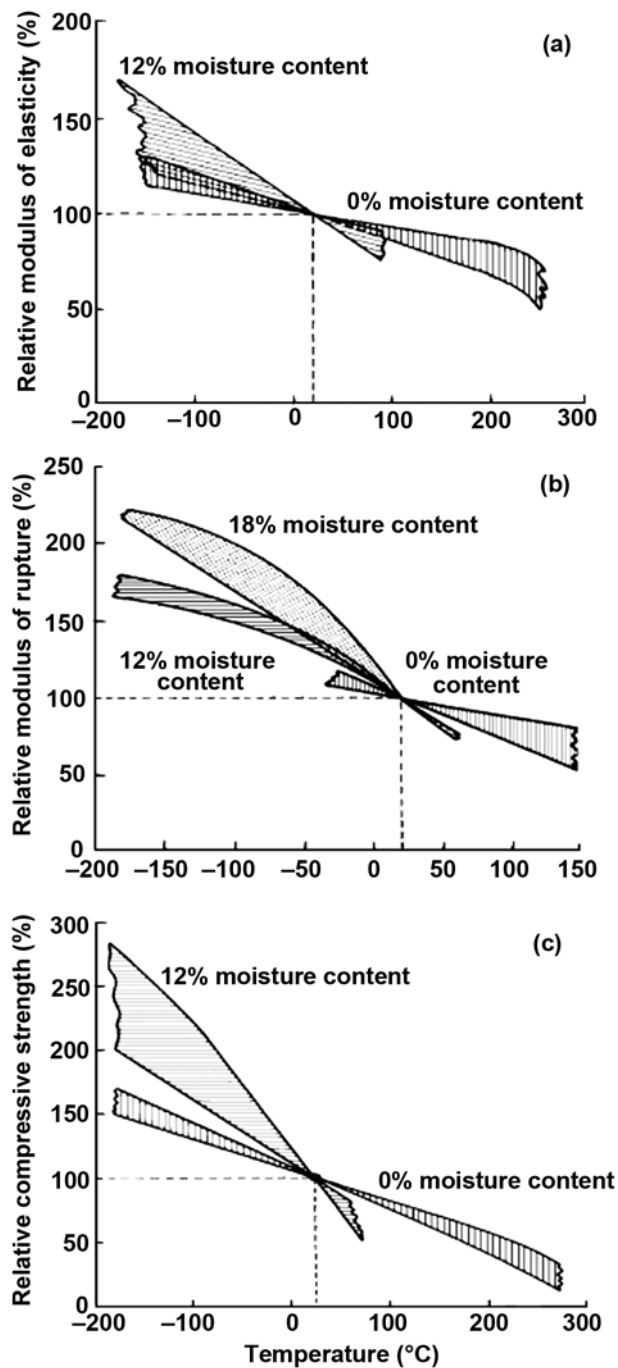 Relative modulus of elasticity (%)
200
150
100
50
0
(a)
12% moisture content
0% moisture content
–200
–100
0
100
200
300
Relative modulus of rupture (%)
250
200
150
100
50
0
(b)
18% moisture content
12% moisture
content
0% moisture
content
–200
–150
–100
–50
0
50
100
150
Relative compressive strength (%)
300
250
200
150
100
50
0
(c)
12% moisture content
0% moisture content
–200
–100
0
100
200
300
Temperature (°C)